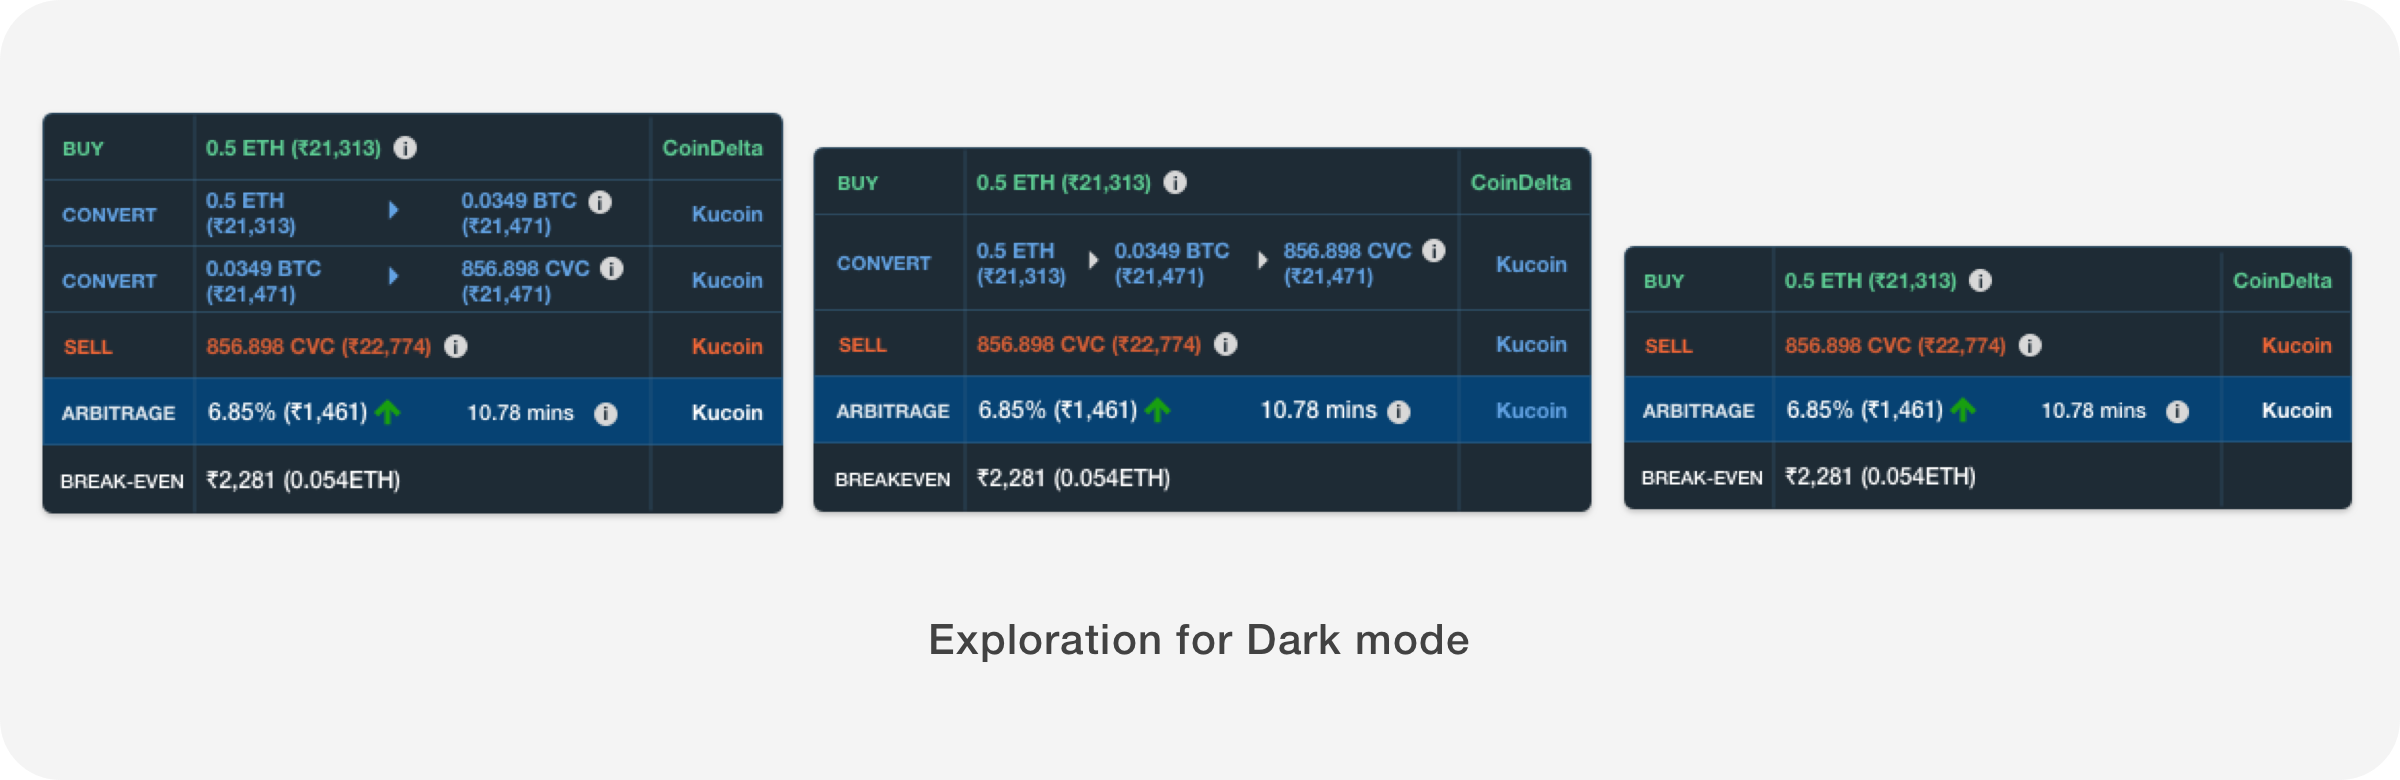 BUY 0.5 ETH (₹21,313) i CoinDelta
CONVERT 0.5 ETH (₹21,313) 0.0349 BTC (₹21,471) i Kucoin
CONVERT 0.0349 BTC (₹21,471) 856.898 CVC (₹21,471) i Kucoin
SELL 856.898 CVC (₹22,774) i Kucoin
ARBITRAGE 6.85% (₹1,461) 10.78 mins i Kucoin
BREAK-EVEN ₹2,281 (0.054ETH)
BUY 0.5 ETH (₹21,313) i CoinDelta
CONVERT 0.5 ETH (₹21,313) 0.0349 BTC (₹21,471) 856.898 CVC (₹21,471) i Kucoin
SELL 856.898 CVC (₹22,774) i Kucoin
ARBITRAGE 6.85% (₹1,461) 10.78 mins i Kucoin
BREAKEVEN ₹2,281 (0.054ETH)
BUY 0.5 ETH (₹21,313) i CoinDelta
SELL 856.898 CVC (₹22,774) i Kucoin
ARBITRAGE 6.85% (₹1,461) 10.78 mins i Kucoin
BREAK-EVEN ₹2,281 (0.054ETH)
Exploration for Dark mode